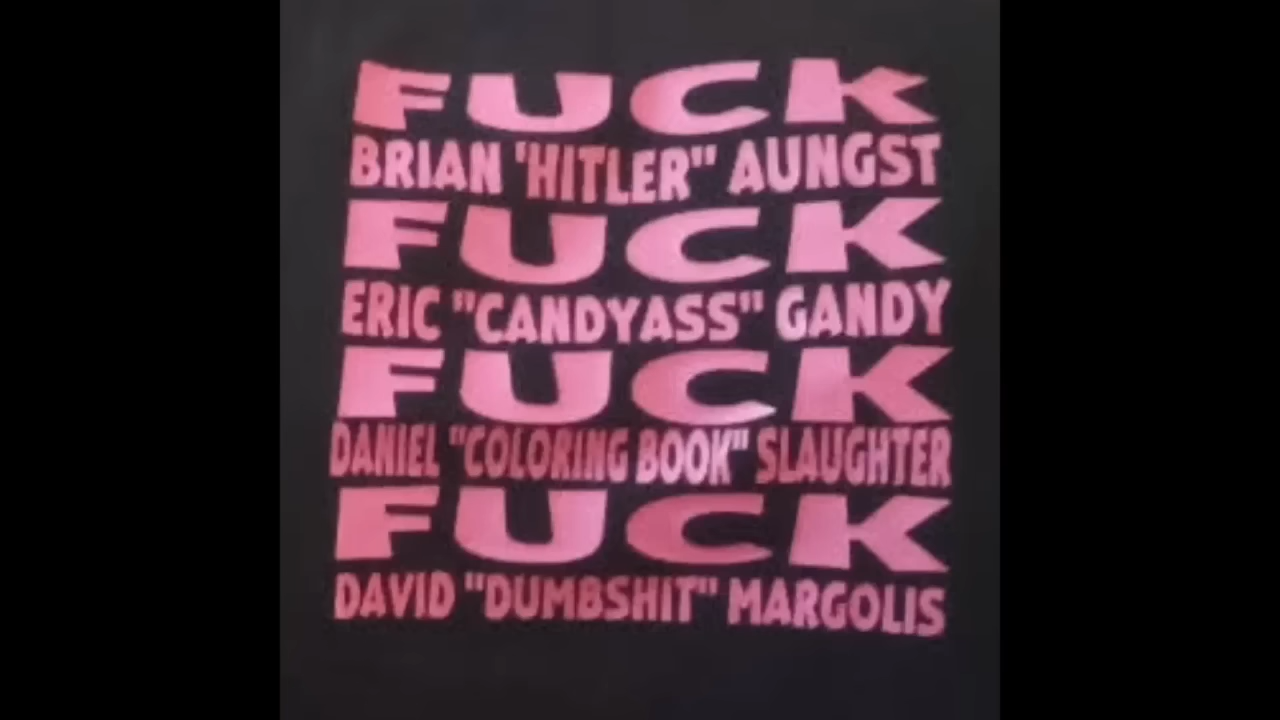 FUCK
BRIAN 'HITLER" AUNGST
FUCK
ERIC "CANDYASS" GANDY
FUCK
DANIEL "COLORING BOOK" SLAUGHTER
FUCK
DAVID "DUMBSHIT" MARGOLIS